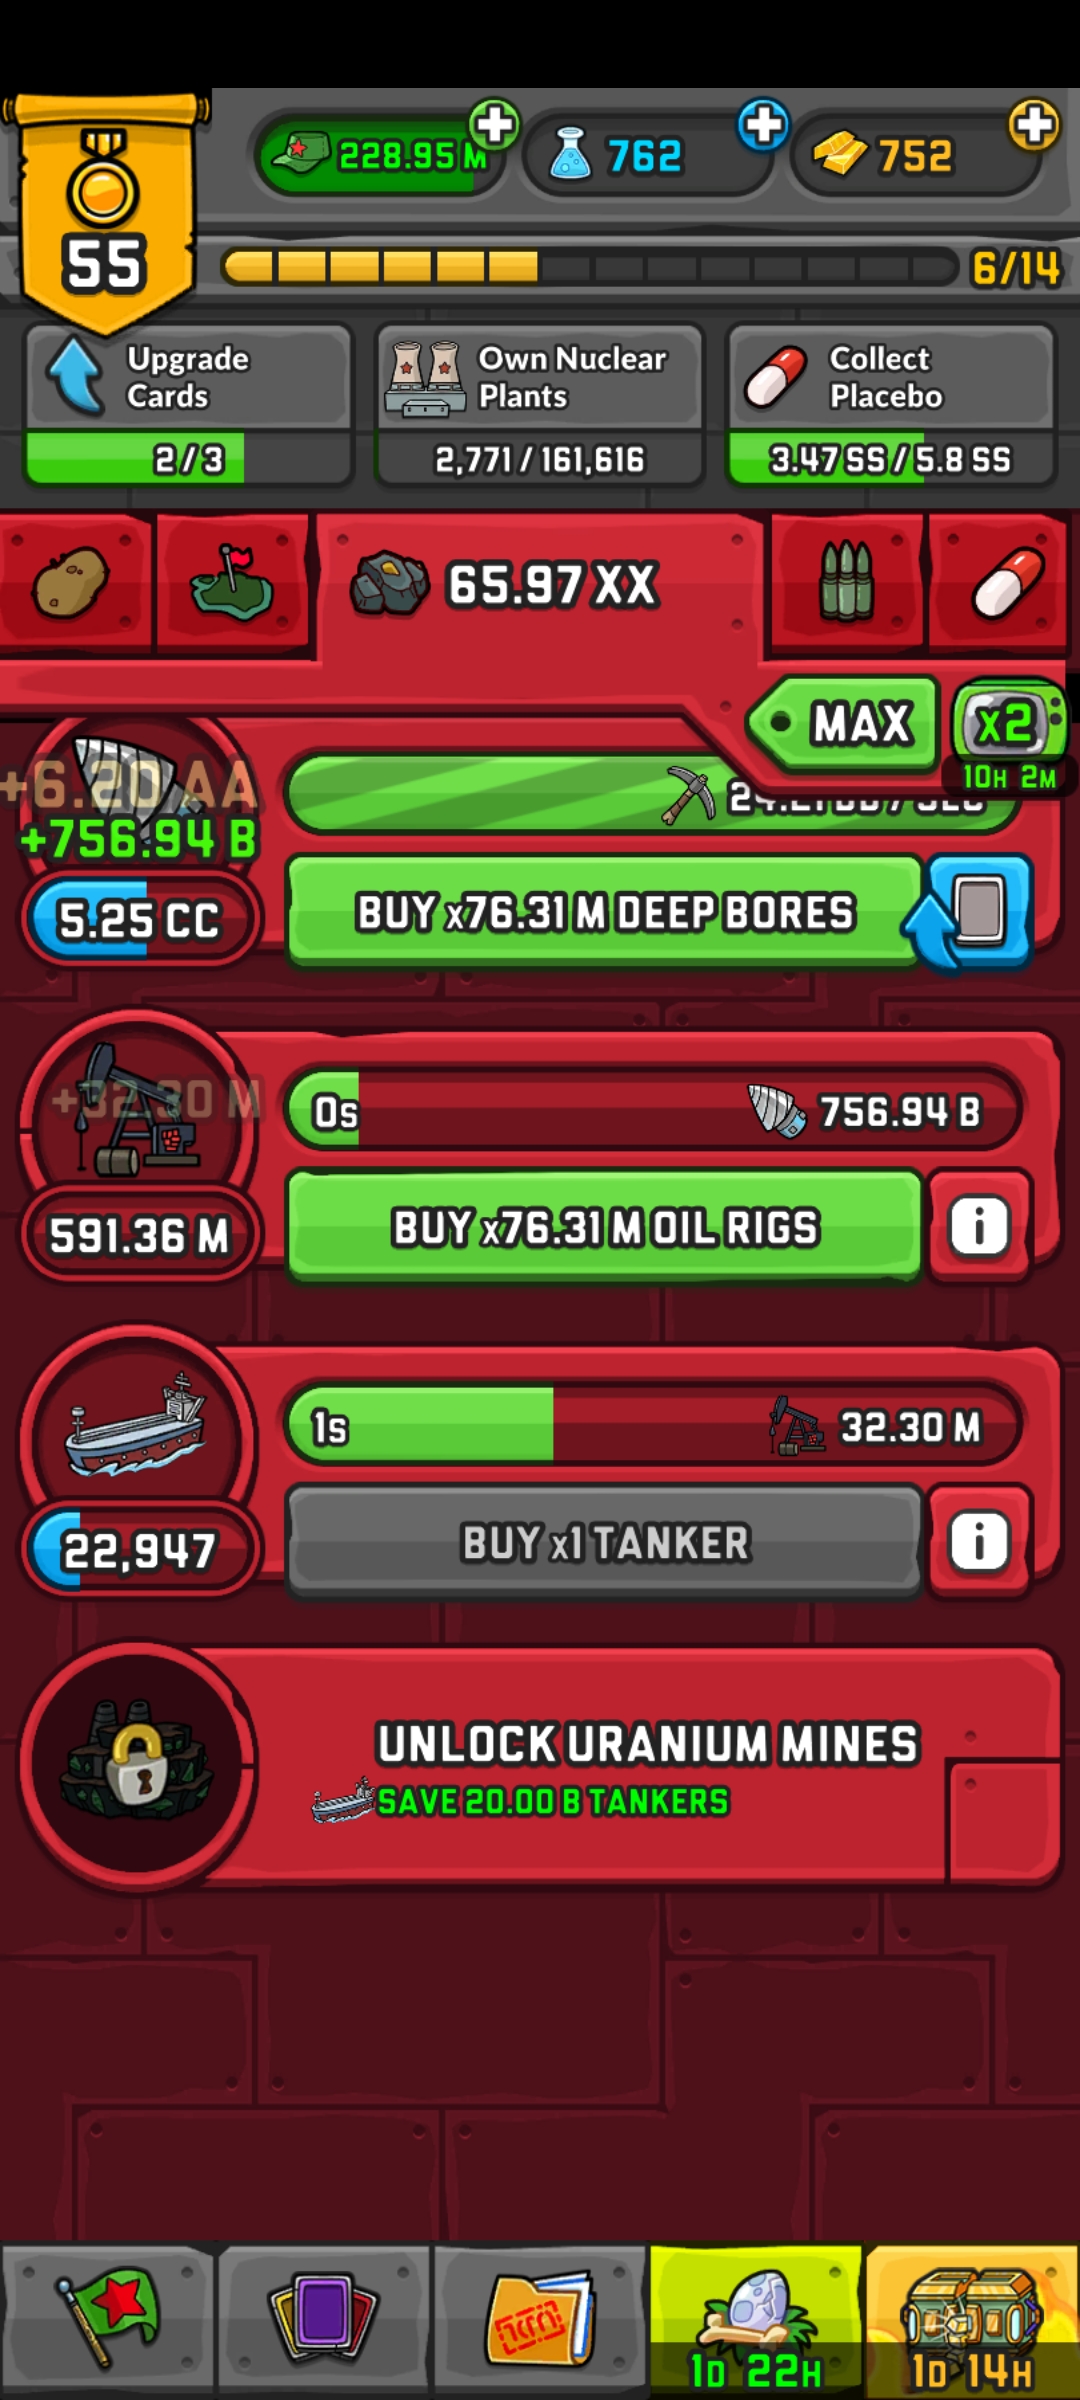 228.95 M
762
752
55
6/14
Upgrade
Cards
2/3
Own Nuclear
Plants
2,771/161,616
Collect
Placebo
3.47 SS/5.8 SS
65.97 XX
MAX
x2
10H 2M
+6.20 AA
+756.94 B
5.25 CC
BUY x76.31 M DEEP BORES
+32.30 M
0s
756.94 B
591.36 M
BUY x76.31 M OIL RIGS
i
1s
32.30 M
22,947
BUY x1 TANKER
i
UNLOCK URANIUM MINES
SAVE 20.00 B TANKERS
1D 22H
1D 14H